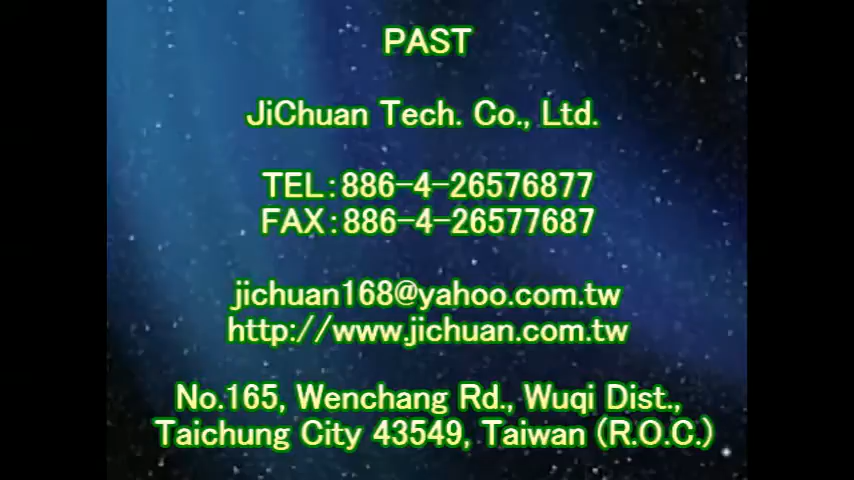 PAST
JiChuan Tech. Co., Ltd.
TEL:886-4-26576877
FAX:886-4-26577687
jichuan168@yahoo.com.tw
http://www.jichuan.com.tw
No.165, Wenchang Rd., Wuqi Dist.,
Taichung City 43549, Taiwan (R.O.C.)